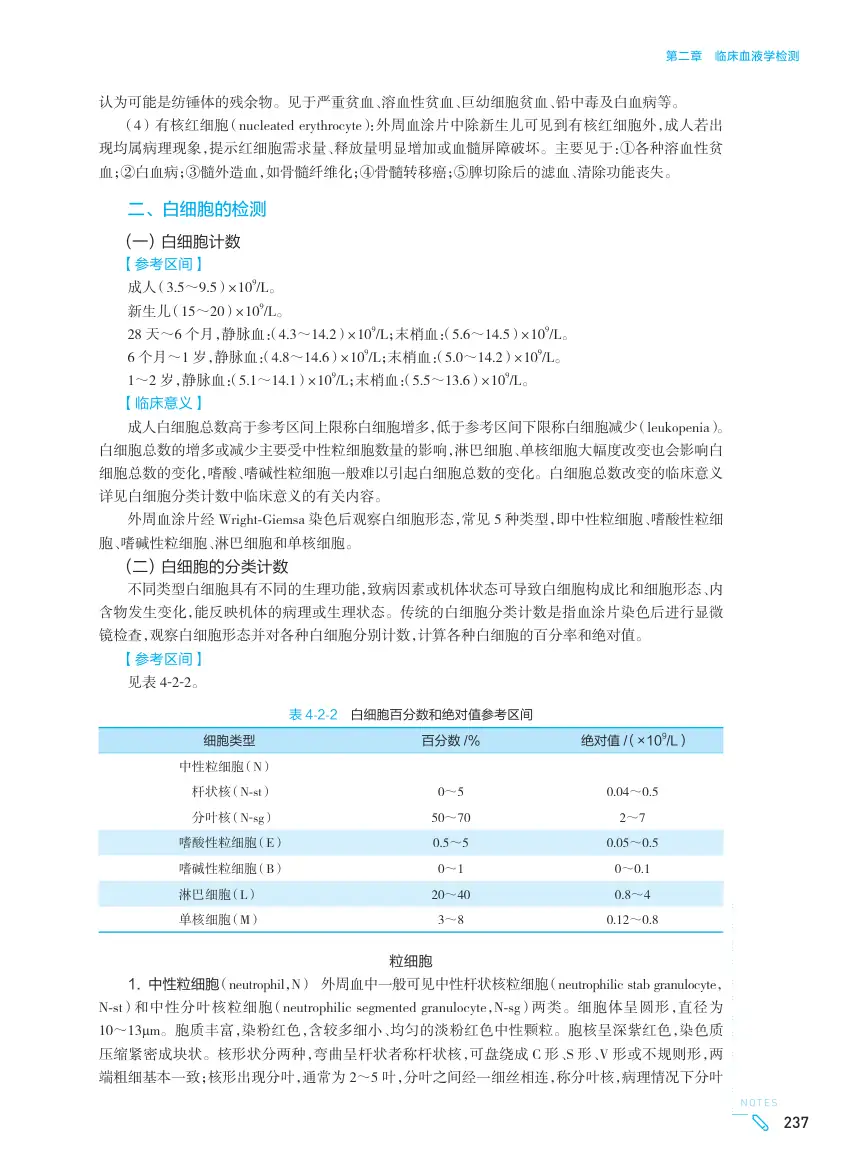 第二章 临床血液学检测
认为可能是纺锤体的残余物。见于严重贫血、溶血性贫血、巨幼细胞贫血、铅中毒及白血病等。
（4）有核红细胞（nucleated erythrocyte）：外周血涂片中除新生儿可见到有核红细胞外，成人若出
现均属病理现象，提示红细胞需求量、释放量明显增加或血髓屏障破坏。主要见于：①各种溶血性贫
血；②白血病；③髓外造血，如骨髓纤维化；④骨髓转移癌；⑤脾切除后的滤血、清除功能丧失。
二、白细胞的检测
（一）白细胞计数
【参考区间】
成人（3.5～9.5）×10⁹/L。
新生儿（15～20）×10⁹/L。
28 天～6 个月，静脉血：（4.3～14.2）×10⁹/L；末梢血：（5.6～14.5）×10⁹/L。
6 个月～1 岁，静脉血：（4.8～14.6）×10⁹/L；末梢血：（5.0～14.2）×10⁹/L。
1～2 岁，静脉血：（5.1～14.1）×10⁹/L；末梢血：（5.5～13.6）×10⁹/L。
【临床意义】
成人白细胞总数高于参考区间上限称白细胞增多，低于参考区间下限称白细胞减少（leukopenia）。
白细胞总数的增多或减少主要受中性粒细胞数量的影响，淋巴细胞、单核细胞大幅度改变也会影响白
细胞总数的变化，嗜酸、嗜碱性粒细胞一般难以引起白细胞总数的变化。白细胞总数改变的临床意义
详见白细胞分类计数中临床意义的有关内容。
外周血涂片经 Wright-Giemsa 染色后观察白细胞形态，常见 5 种类型，即中性粒细胞、嗜酸性粒细
胞、嗜碱性粒细胞、淋巴细胞和单核细胞。
（二）白细胞的分类计数
不同类型白细胞具有不同的生理功能，致病因素或机体状态可导致白细胞构成比和细胞形态、内
含物发生变化，能反映机体的病理或生理状态。传统的白细胞分类计数是指血涂片染色后进行显微
镜检查，观察白细胞形态并对各种白细胞分别计数，计算各种白细胞的百分率和绝对值。
【参考区间】
见表 4-2-2。
表 4-2-2 白细胞百分数和绝对值参考区间
细胞类型 百分数 /% 绝对值 /（×10⁹/L）
中性粒细胞（N）
杆状核（N-st） 0～5 0.04～0.5
分叶核（N-sg） 50～70 2～7
嗜酸性粒细胞（E） 0.5～5 0.05～0.5
嗜碱性粒细胞（B） 0～1 0～0.1
淋巴细胞（L） 20～40 0.8～4
单核细胞（M） 3～8 0.12～0.8
粒细胞
1. 中性粒细胞（neutrophil，N） 外周血中一般可见中性杆状核粒细胞（neutrophilic stab granulocyte，
N-st）和中性分叶核粒细胞（neutrophilic segmented granulocyte，N-sg）两类。细胞体呈圆形，直径为
10～13μm。胞质丰富，染粉红色，含较多细小、均匀的淡粉红色中性颗粒。胞核呈深紫红色，染色质
压缩紧密成块状。核形状分两种，弯曲呈杆状者称杆状核，可盘绕成 C 形、S 形、V 形或不规则形，两
端粗细基本一致；核形出现分叶，通常为 2～5 叶，分叶之间经一细丝相连，称分叶核，病理情况下分叶
NOTES
237